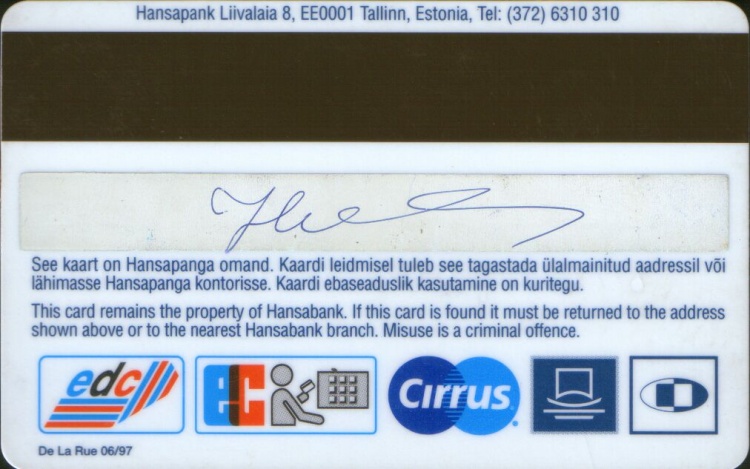 Hansapank Liivalaia 8, EE0001 Tallinn, Estonia, Tel: (372) 6310 310
See kaart on Hansapanga omand. Kaardi leidmisel tuleb see tagastada ülalmainitud aadressil või
lähimasse Hansapanga kontorisse. Kaardi ebaseaduslik kasutamine on kuritegu.
This card remains the property of Hansabank. If this card is found it must be returned to the address
shown above or to the nearest Hansabank branch. Misuse is a criminal offence.
edc ec Cirrus
De La Rue 06/97